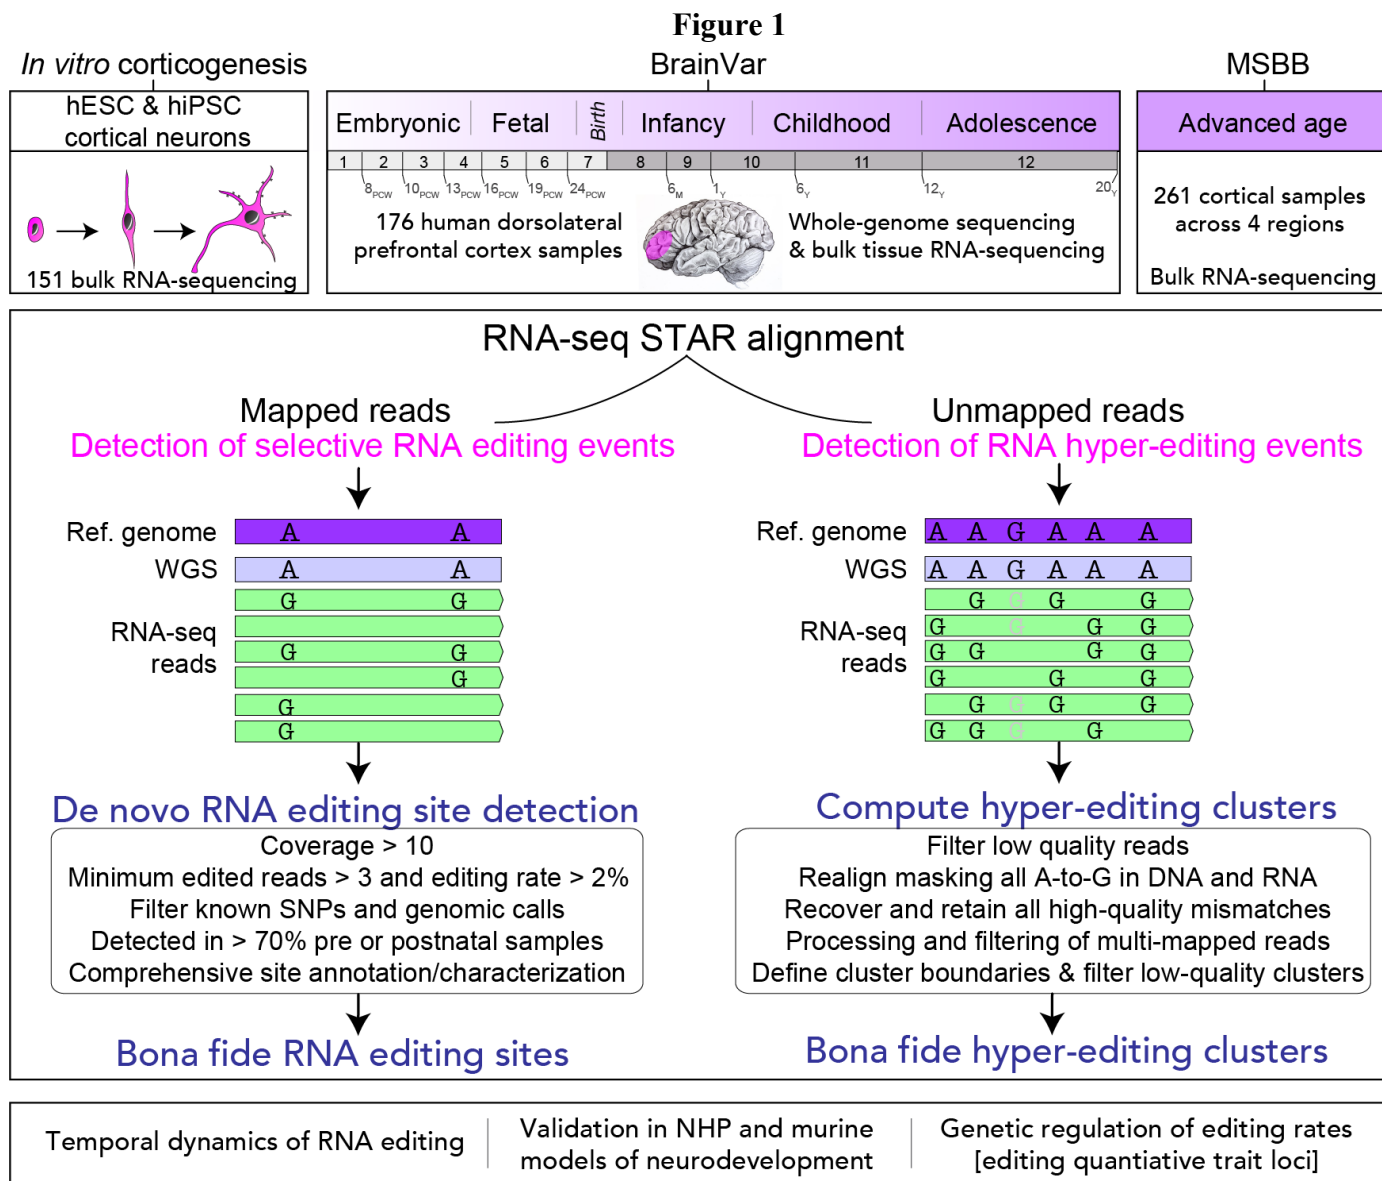 Figure 1
In vitro corticogenesis
BrainVar
MSBB
hESC & hiPSC
cortical neurons
151 bulk RNA-sequencing
Embryonic
Fetal
Birth
Infancy
Childhood
Adolescence
1 2 3 4 5 6 7 8 9 10 11 12
8PCW 10PCW 13PCW 16PCW 19PCW 24PCW 6M 1Y 6Y 12Y 20Y
176 human dorsolateral
prefrontal cortex samples
Whole-genome sequencing
& bulk tissue RNA-sequencing
Advanced age
261 cortical samples
across 4 regions
Bulk RNA-sequencing
RNA-seq STAR alignment
Mapped reads
Detection of selective RNA editing events
Ref. genome
A A
WGS
A A
RNA-seq
reads
G G
G G
G
G
G
De novo RNA editing site detection
Coverage > 10
Minimum edited reads > 3 and editing rate > 2%
Filter known SNPs and genomic calls
Detected in > 70% pre or postnatal samples
Comprehensive site annotation/characterization
Bona fide RNA editing sites
Unmapped reads
Detection of RNA hyper-editing events
Ref. genome
A A G A A A
WGS
A A G A A A
RNA-seq
reads
G G G G
G G G G
G G G G
G G G
G G G G
G G G G
Compute hyper-editing clusters
Filter low quality reads
Realign masking all A-to-G in DNA and RNA
Recover and retain all high-quality mismatches
Processing and filtering of multi-mapped reads
Define cluster boundaries & filter low-quality clusters
Bona fide hyper-editing clusters
Temporal dynamics of RNA editing
Validation in NHP and murine
models of neurodevelopment
Genetic regulation of editing rates
[editing quantiative trait loci]